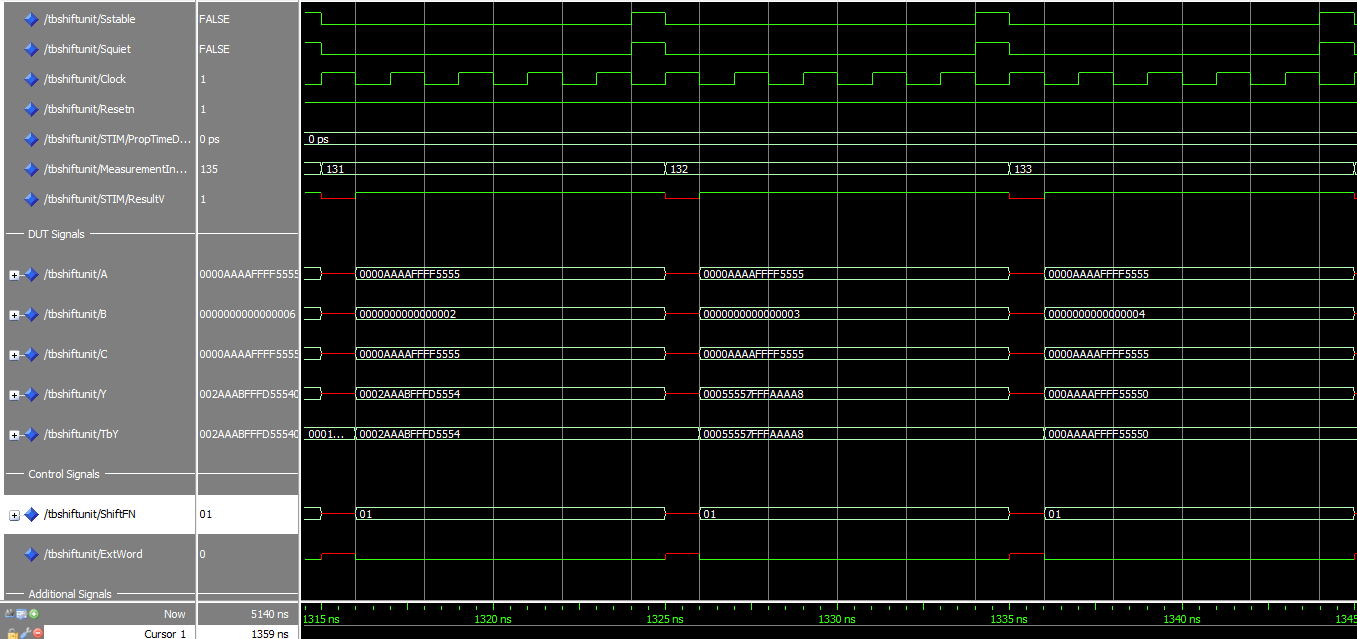 /tbshiftunit/Sstable FALSE
/tbshiftunit/Squiet FALSE
/tbshiftunit/Clock 1
/tbshiftunit/Resetn 1
/tbshiftunit/STIM/PropTimeD... 0 ps 0 ps
/tbshiftunit/MeasurementIn... 135 131 132 133
/tbshiftunit/STIM/ResultV 1
DUT Signals
/tbshiftunit/A 0000AAAAFFFF5555 0000AAAAFFFF5555 0000AAAAFFFF5555 0000AAAAFFFF5555
/tbshiftunit/B 0000000000000006 0000000000000002 0000000000000003 0000000000000004
/tbshiftunit/C 0000AAAAFFFF5555 0000AAAAFFFF5555 0000AAAAFFFF5555 0000AAAAFFFF5555
/tbshiftunit/Y 002AAABFFFD55540 0002AAABFFFD5554 00055557FFFAAAA8 000AAAAFFFF55550
/tbshiftunit/TbY 002AAABFFFD55540 0001... 0002AAABFFFD5554 00055557FFFAAAA8 000AAAAFFFF55550
Control Signals
/tbshiftunit/ShiftFN 01 01 01 01
/tbshiftunit/ExtWord 0
Additional Signals
Now 5140 ns 1315 ns 1320 ns 1325 ns 1330 ns 1335 ns 1340 ns 1345
Cursor 1 1359 ns